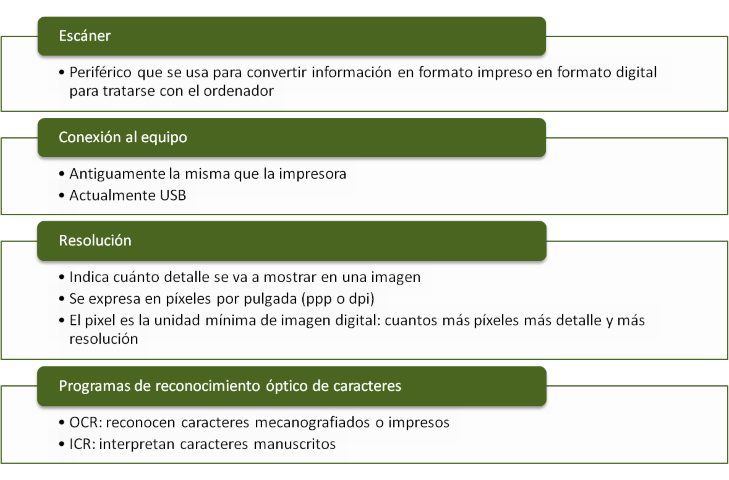 Escáner
• Periférico que se usa para convertir información en formato impreso en formato digital
para tratarse con el ordenador
Conexión al equipo
• Antiguamente la misma que la impresora
• Actualmente USB
Resolución
• Indica cuánto detalle se va a mostrar en una imagen
• Se expresa en píxeles por pulgada (ppp o dpi)
• El pixel es la unidad mínima de imagen digital: cuantos más píxeles más detalle y más
resolución
Programas de reconocimiento óptico de caracteres
• OCR: reconocen caracteres mecanografiados o impresos
• ICR: interpretan caracteres manuscritos